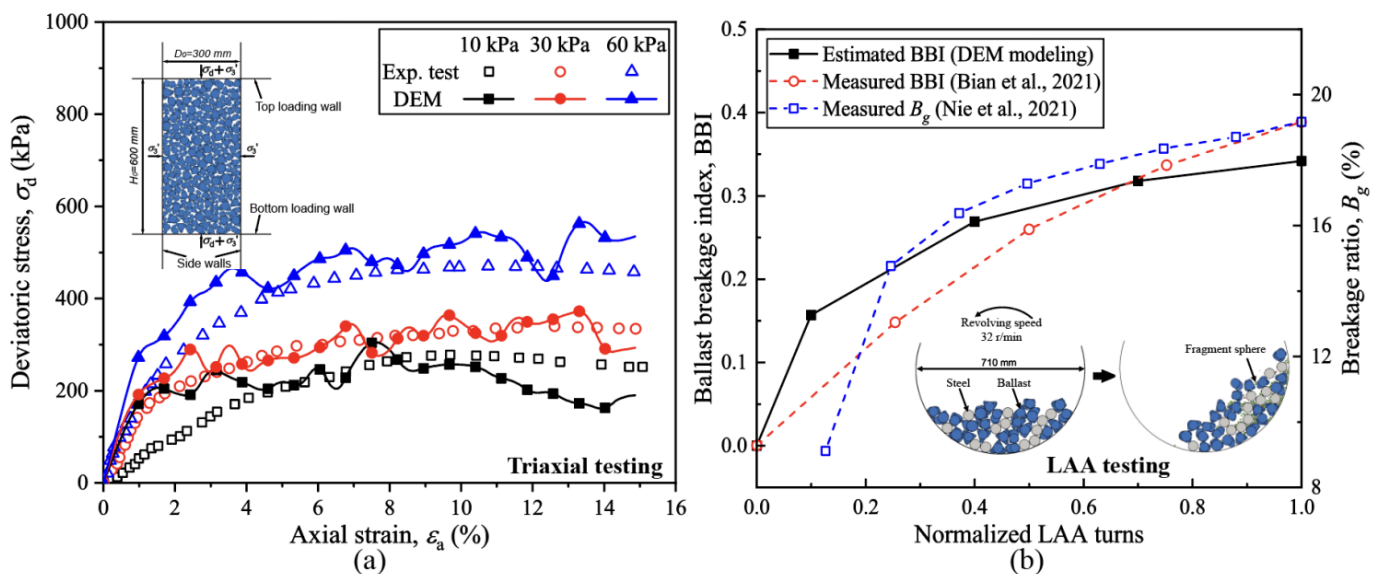 1000
800
600
400
200
0
0
2
4
6
8
10
12
14
16
Deviatoric stress, σd (kPa)
Axial strain, εa (%)
D0=300 mm
σd + σ3'
Top loading wall
H0=600 mm
σ3'
σ3'
Bottom loading wall
σd + σ3'
Side walls
10 kPa 30 kPa 60 kPa
Exp. test
DEM
Triaxial testing
(a)
0.5
0.4
0.3
0.2
0.1
0.0
Ballast breakage index, BBI
0.0
0.2
0.4
0.6
0.8
1.0
Normalized LAA turns
20
16
12
8
Breakage ratio, Bg (%)
Estimated BBI (DEM modeling)
Measured BBI (Bian et al., 2021)
Measured Bg (Nie et al., 2021)
Revolving speed
32 r/min
710 mm
Steel
Ballast
Fragment sphere
LAA testing
(b)